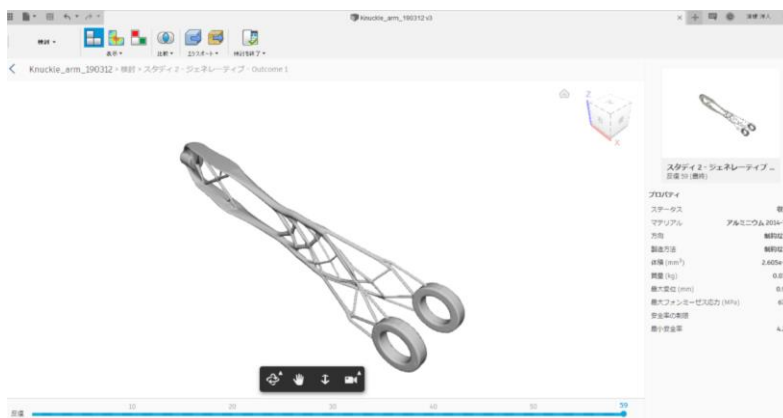 Knuckle_arm_190312 v3
検討
表示
比較
エクスポート
検討を終了
Knuckle_arm_190312 > 検討 > スタディ 2 - ジェネレーティブ - Outcome 1
Z
X
スタディ 2 - ジェネレーティブ ...
反復 59 (最終)
プロパティ
ステータス
マテリアル アルミニウム 2014-
方向 制約
製造方法 制約
体積 (mm³) 2.605e
質量 (kg) 0.0
最大変位 (mm)
最大フォンミーゼス応力 (MPa)
安全率の制限
最小安全率 4.
反復 10 20 30 40 50 59